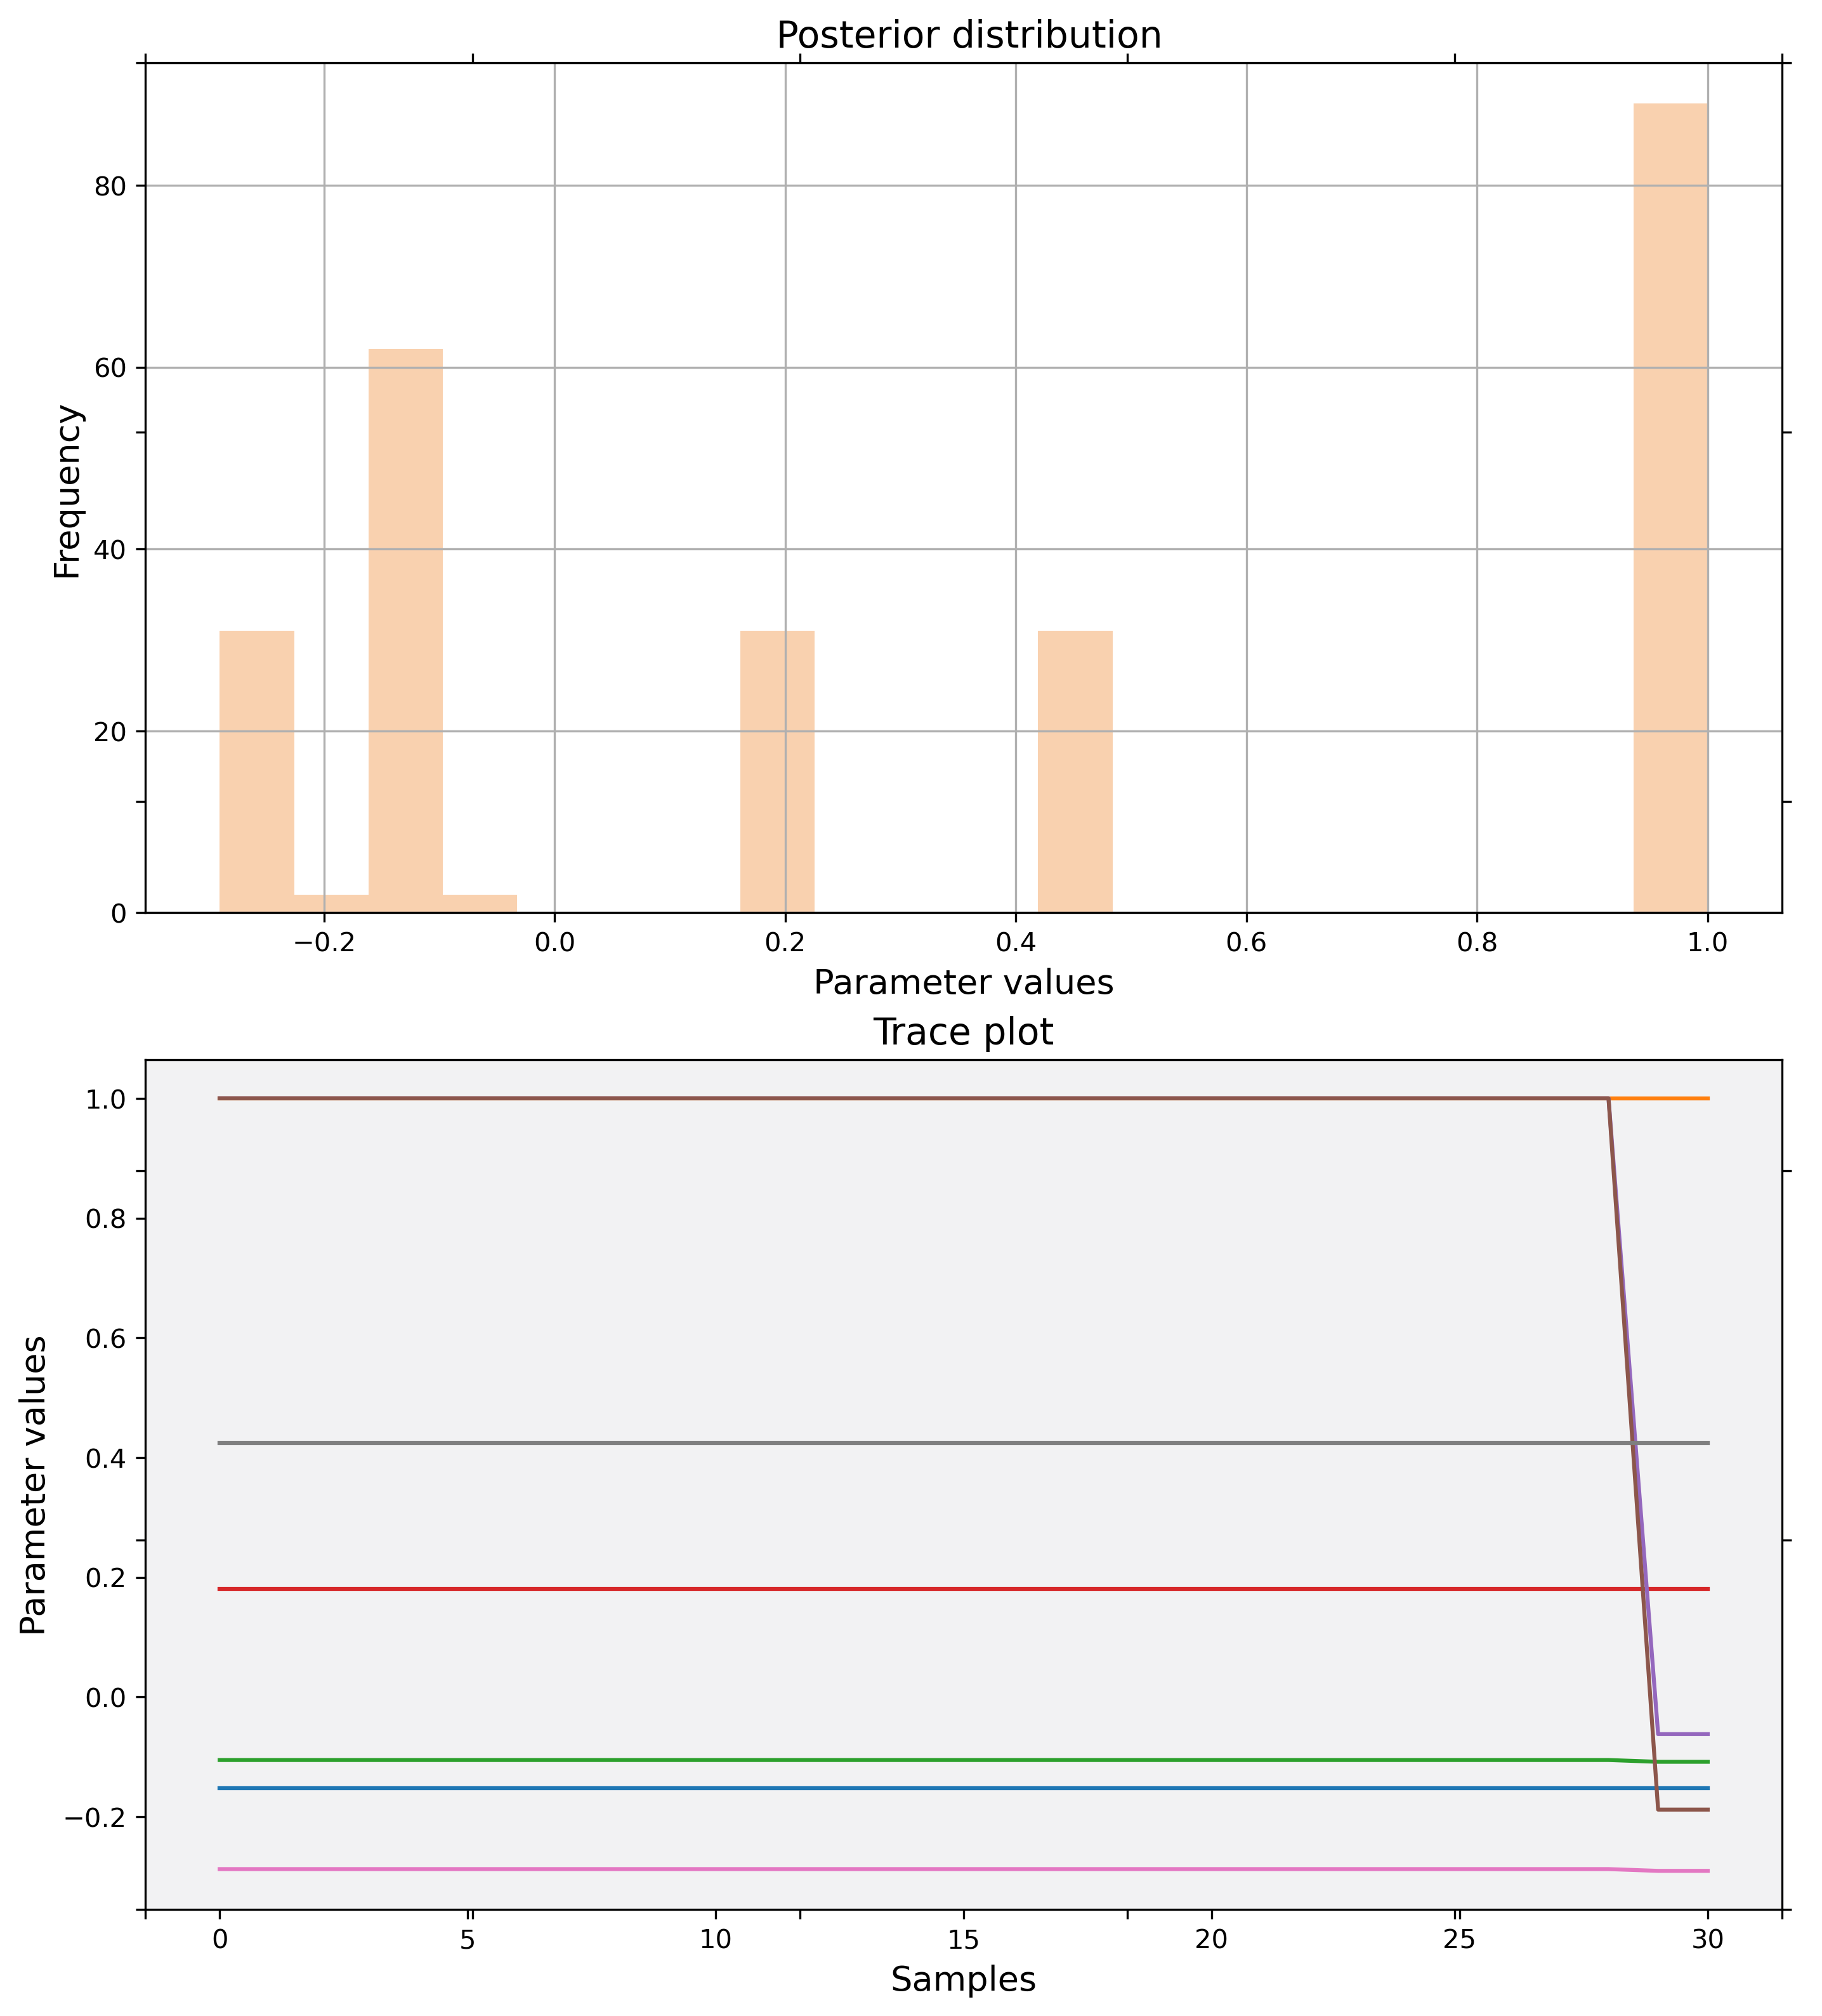 Posterior distribution
80
60
40
20
0
Frequency
−0.2 0.0 0.2 0.4 0.6 0.8 1.0
Parameter values
Trace plot
1.0
0.8
0.6
0.4
0.2
0.0
−0.2
Parameter values
0 5 10 15 20 25 30
Samples